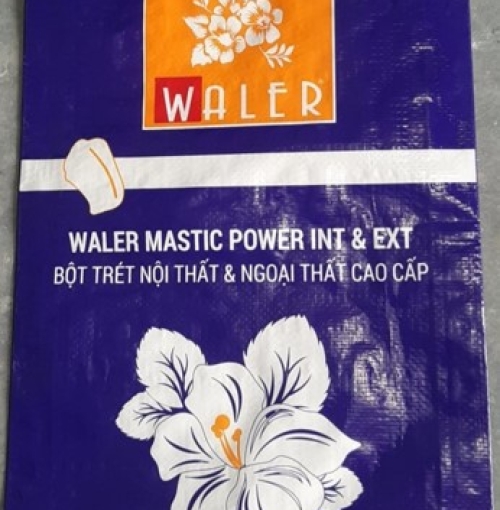 WALER
WALER MASTIC POWER INT & EXT
BỘT TRÉT NỘI THẤT & NGOẠI THẤT CAO CẤP